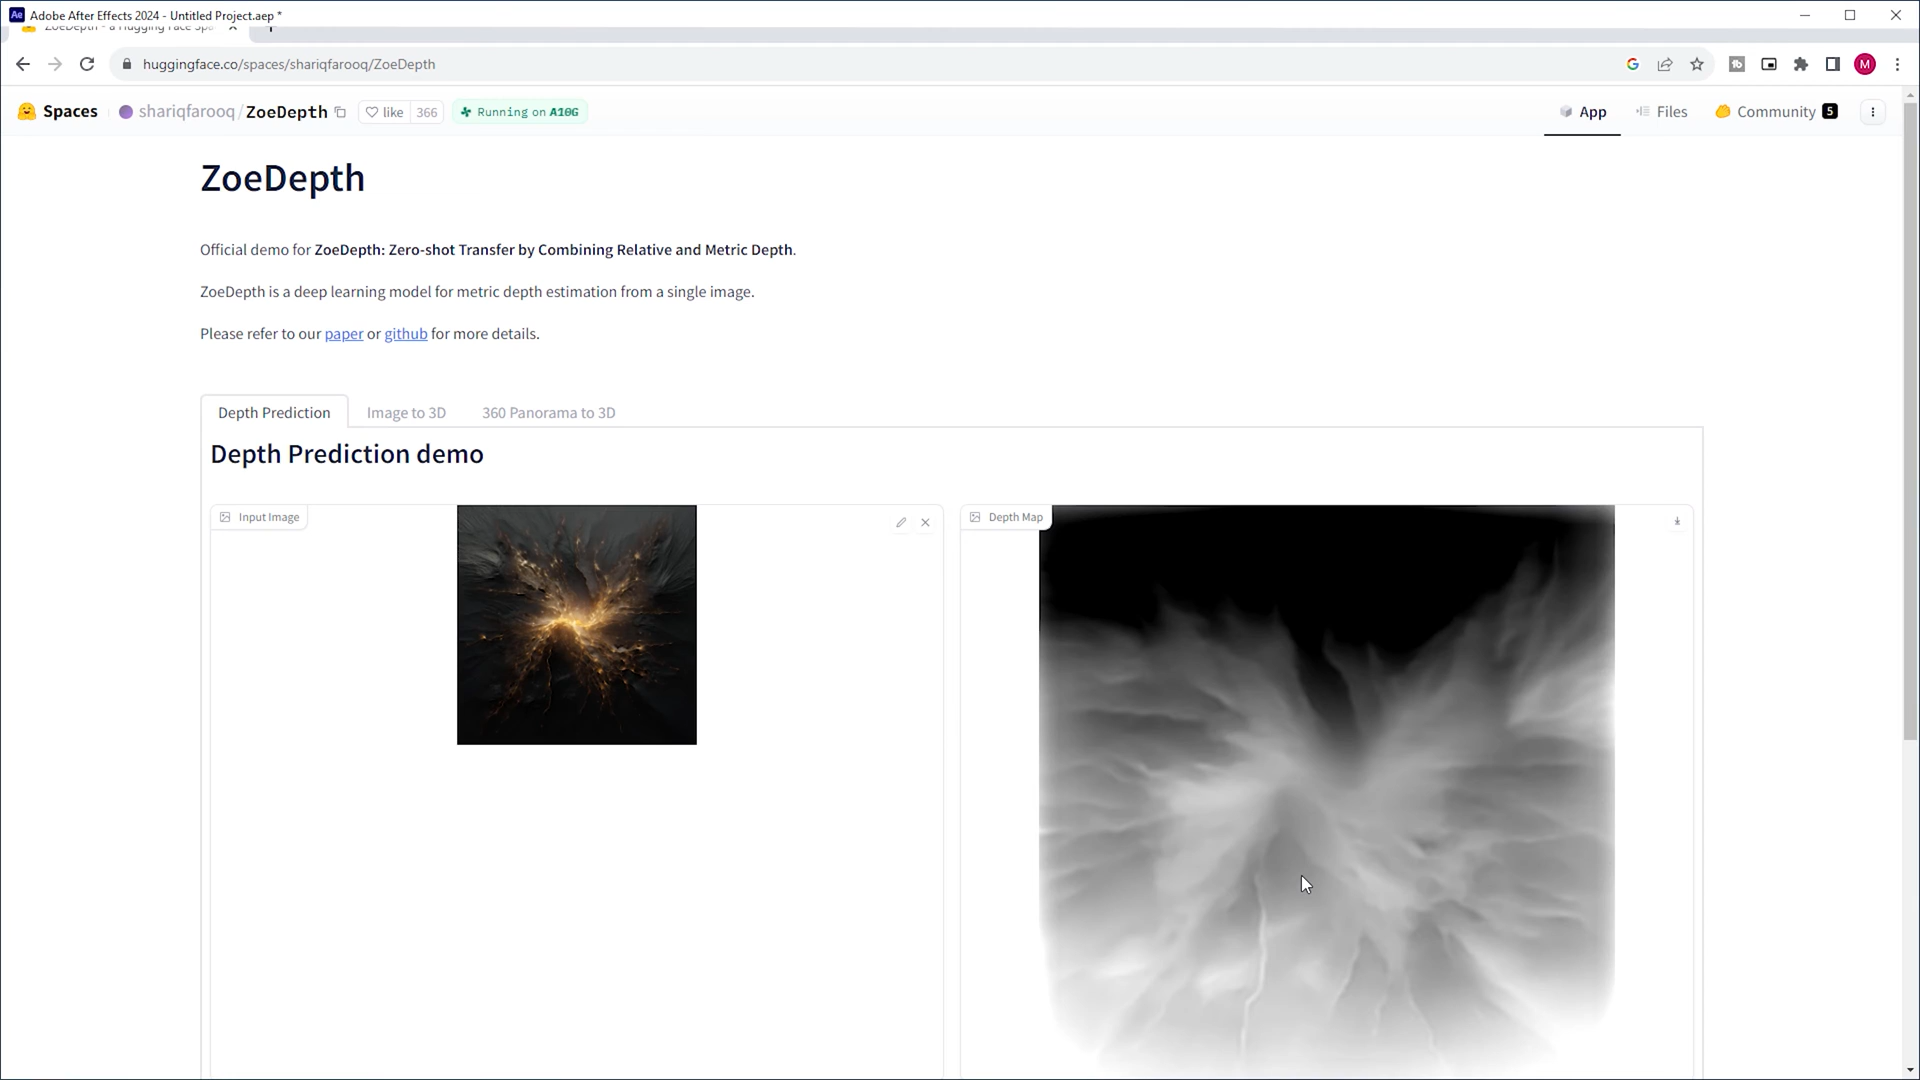 Adobe After Effects 2024 - Untitled Project.aep *
ZoeDepth - a Hugging Face Spa
huggingface.co/spaces/shariqfarooq/ZoeDepth
M
Spaces
shariqfarooq/ZoeDepth
like 366
Running on A10G
App
Files
Community 5
ZoeDepth
Official demo for ZoeDepth: Zero-shot Transfer by Combining Relative and Metric Depth.
ZoeDepth is a deep learning model for metric depth estimation from a single image.
Please refer to our paper or github for more details.
Depth Prediction
Image to 3D
360 Panorama to 3D
Depth Prediction demo
Input Image
Depth Map